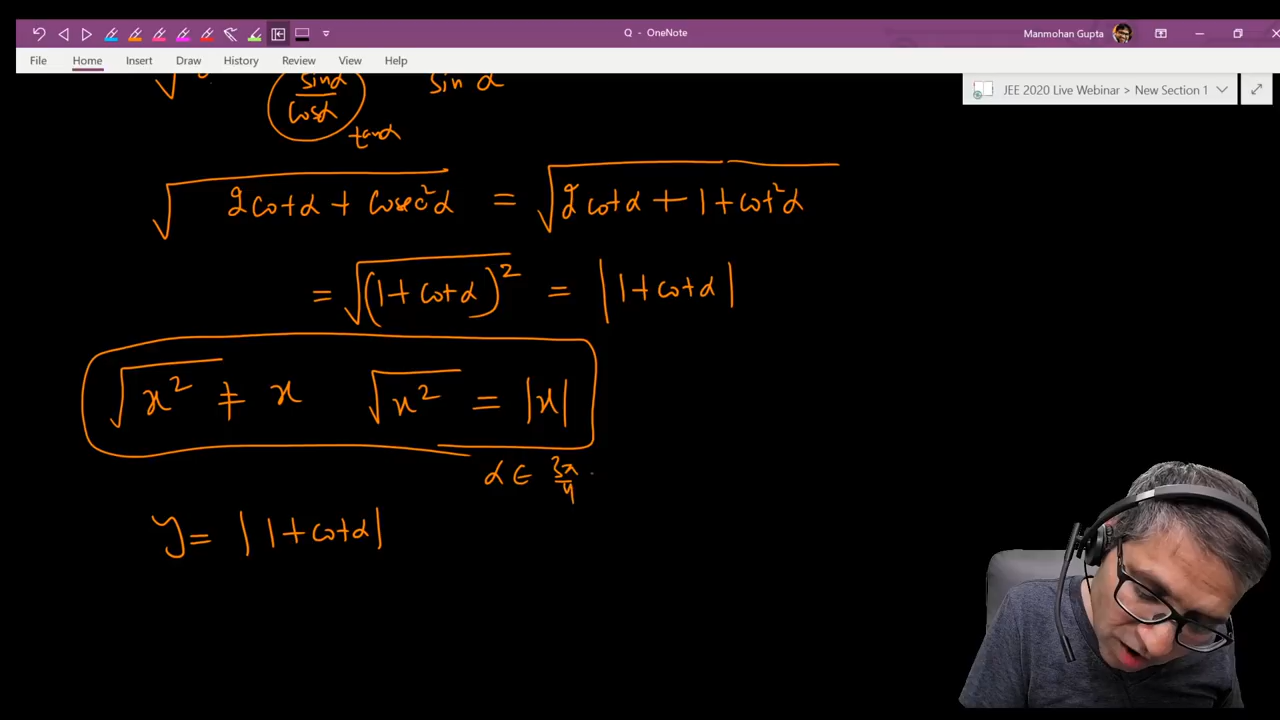 Q - OneNote
Manmohan Gupta
File Home Insert Draw History Review View Help
JEE 2020 Live Webinar > New Section 1
sinα
cosα
sin α
tanα
√(2cotα + cosec²α) = √(2cotα + 1 + cot²α)
= √((1 + cotα)²) = |1 + cotα|
√x² ≠ x √x² = |x|
α ∈ 3π/4
y = |1 + cotα|